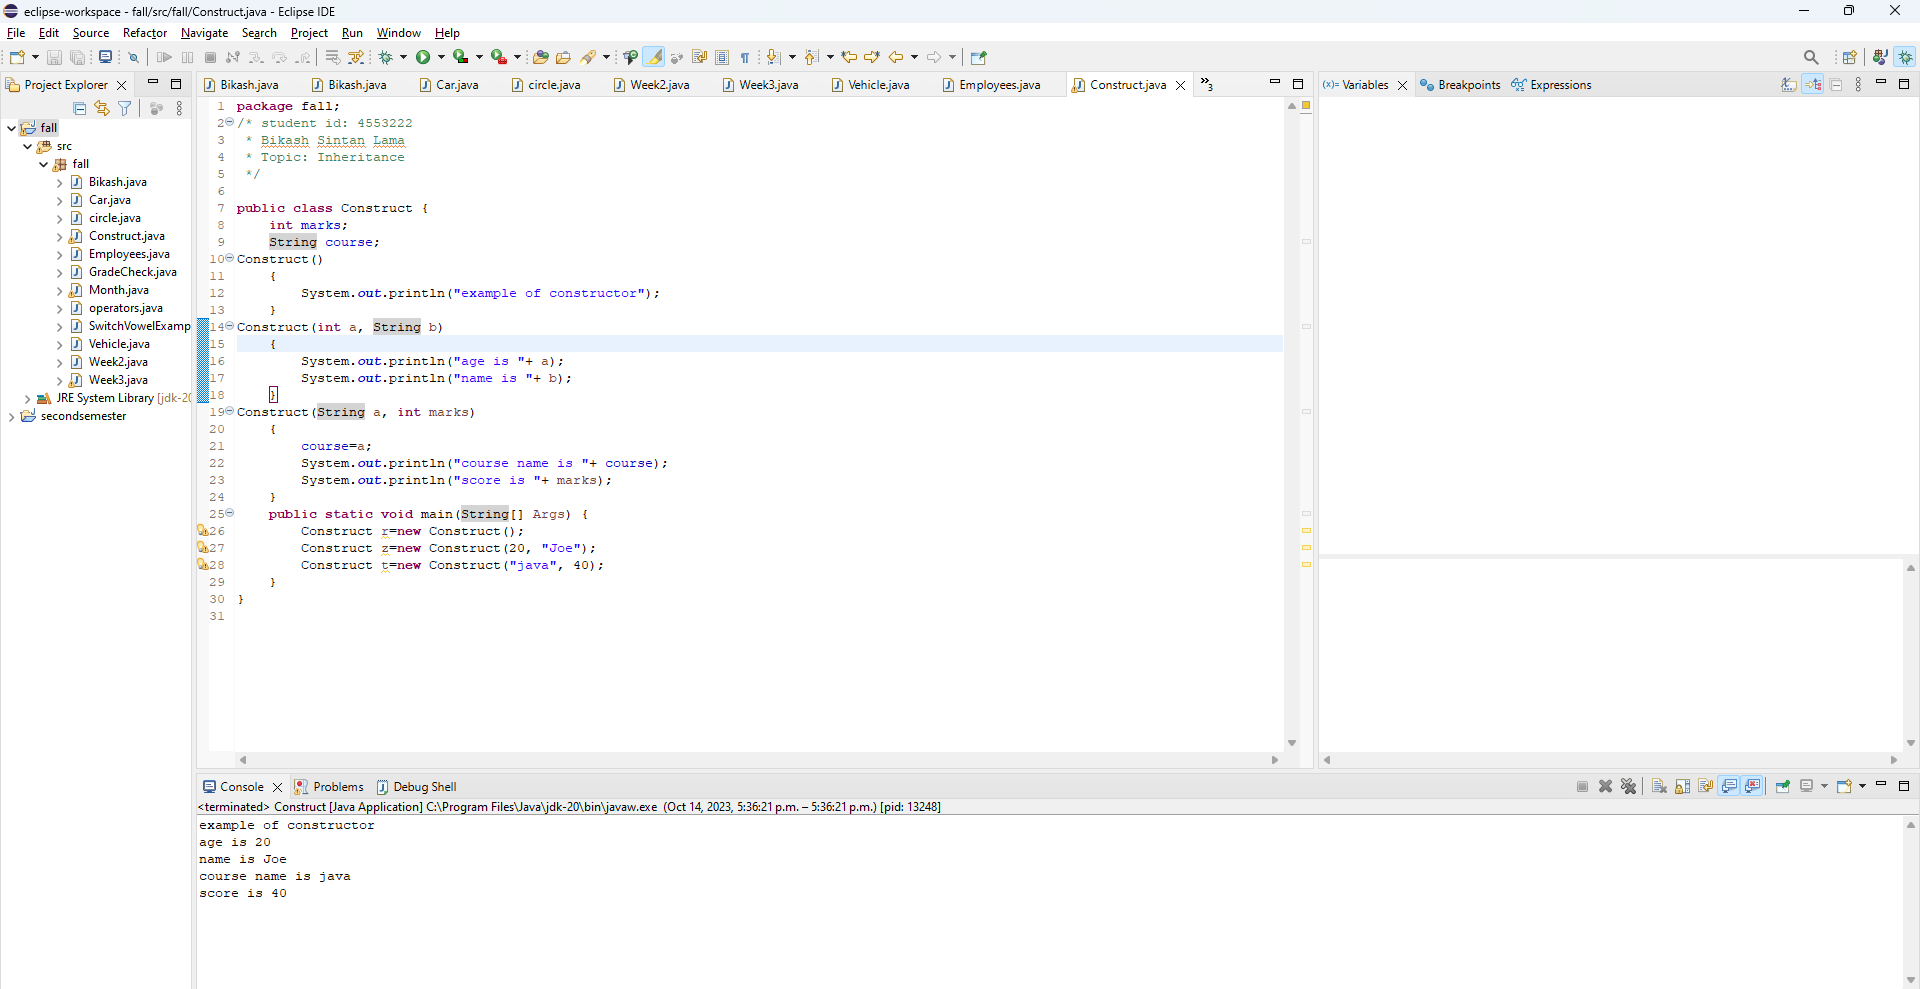 eclipse-workspace - fall/src/fall/Construct.java - Eclipse IDE
File Edit Source Refactor Navigate Search Project Run Window Help
Project Explorer
fall
src
fall
Bikash.java
Car.java
circle.java
Construct.java
Employees.java
GradeCheck.java
Month.java
operators.java
SwitchVowelExamp
Vehicle.java
Week2.java
Week3.java
JRE System Library [jdk-20
secondsemester
Bikash.java Bikash.java Car.java circle.java Week2.java Week3.java Vehicle.java Employees.java Construct.java »3
1 package fall;
2 /* student id: 4553222
3 * Bikash Sintan Lama
4 * Topic: Inheritance
5 */
6
7 public class Construct {
8 int marks;
9 String course;
10 Construct()
11 {
12 System.out.println("example of constructor");
13 }
14 Construct(int a, String b)
15 {
16 System.out.println("age is "+ a);
17 System.out.println("name is "+ b);
18 }
19 Construct(String a, int marks)
20 {
21 course=a;
22 System.out.println("course name is "+ course);
23 System.out.println("score is "+ marks);
24 }
25 public static void main(String[] Args) {
26 Construct r=new Construct();
27 Construct z=new Construct(20, "Joe");
28 Construct t=new Construct("java", 40);
29 }
30 }
31
(x)= Variables Breakpoints Expressions
Console Problems Debug Shell
<terminated> Construct [Java Application] C:\Program Files\Java\jdk-20\bin\javaw.exe (Oct 14, 2023, 5:36:21 p.m. – 5:36:21 p.m.) [pid: 13248]
example of constructor
age is 20
name is Joe
course name is java
score is 40